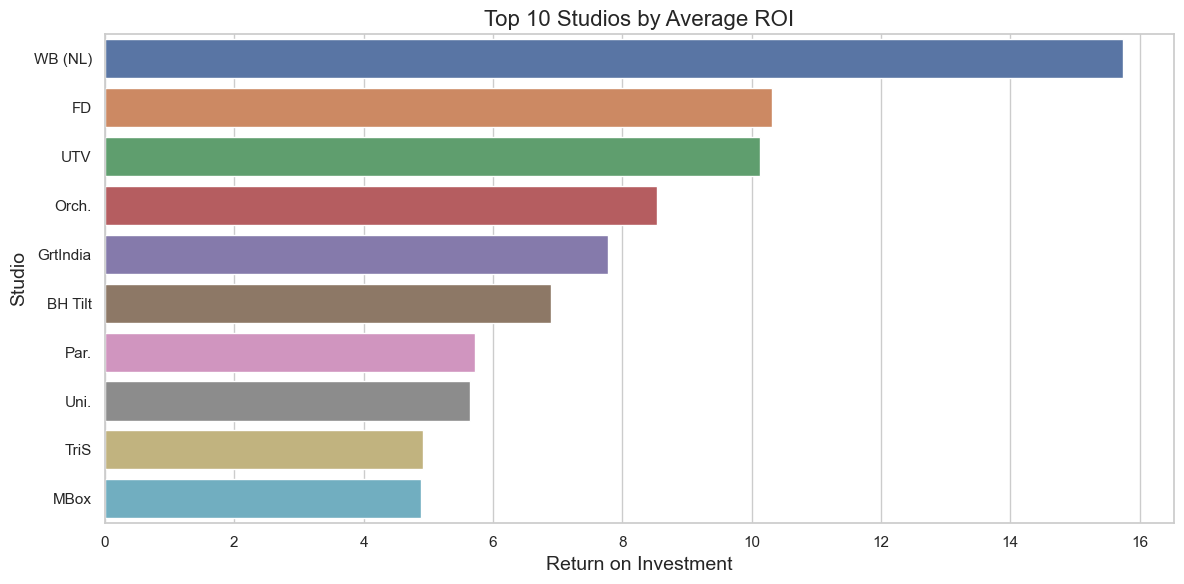 Top 10 Studios by Average ROI
Studio
WB (NL)
FD
UTV
Orch.
GrtIndia
BH Tilt
Par.
Uni.
TriS
MBox
0 2 4 6 8 10 12 14 16
Return on Investment